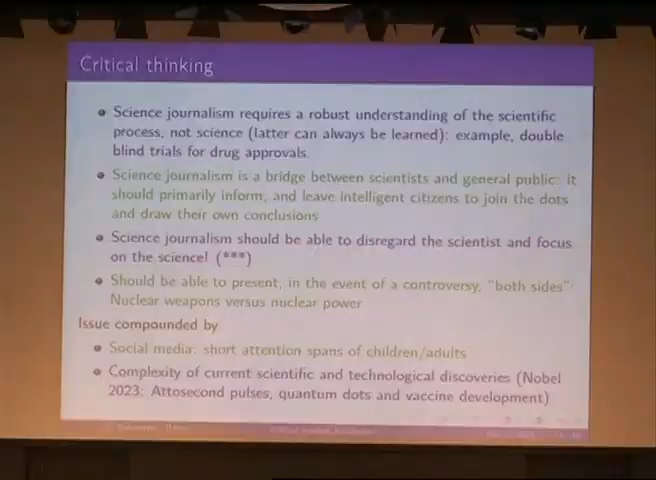 Critical thinking
Science journalism requires a robust understanding of the scientific
process, not science (latter can always be learned): example, double
blind trials for drug approvals.
Science journalism is a bridge between scientists and general public: it
should primarily inform, and leave intelligent citizens to join the dots
and draw their own conclusions
Science journalism should be able to disregard the scientist and focus
on the science! (***)
Should be able to present, in the event of a controversy, "both sides":
Nuclear weapons versus nuclear power
Issue compounded by
Social media: short attention spans of children/adults
Complexity of current scientific and technological discoveries (Nobel
2023: Attosecond pulses, quantum dots and vaccine development)